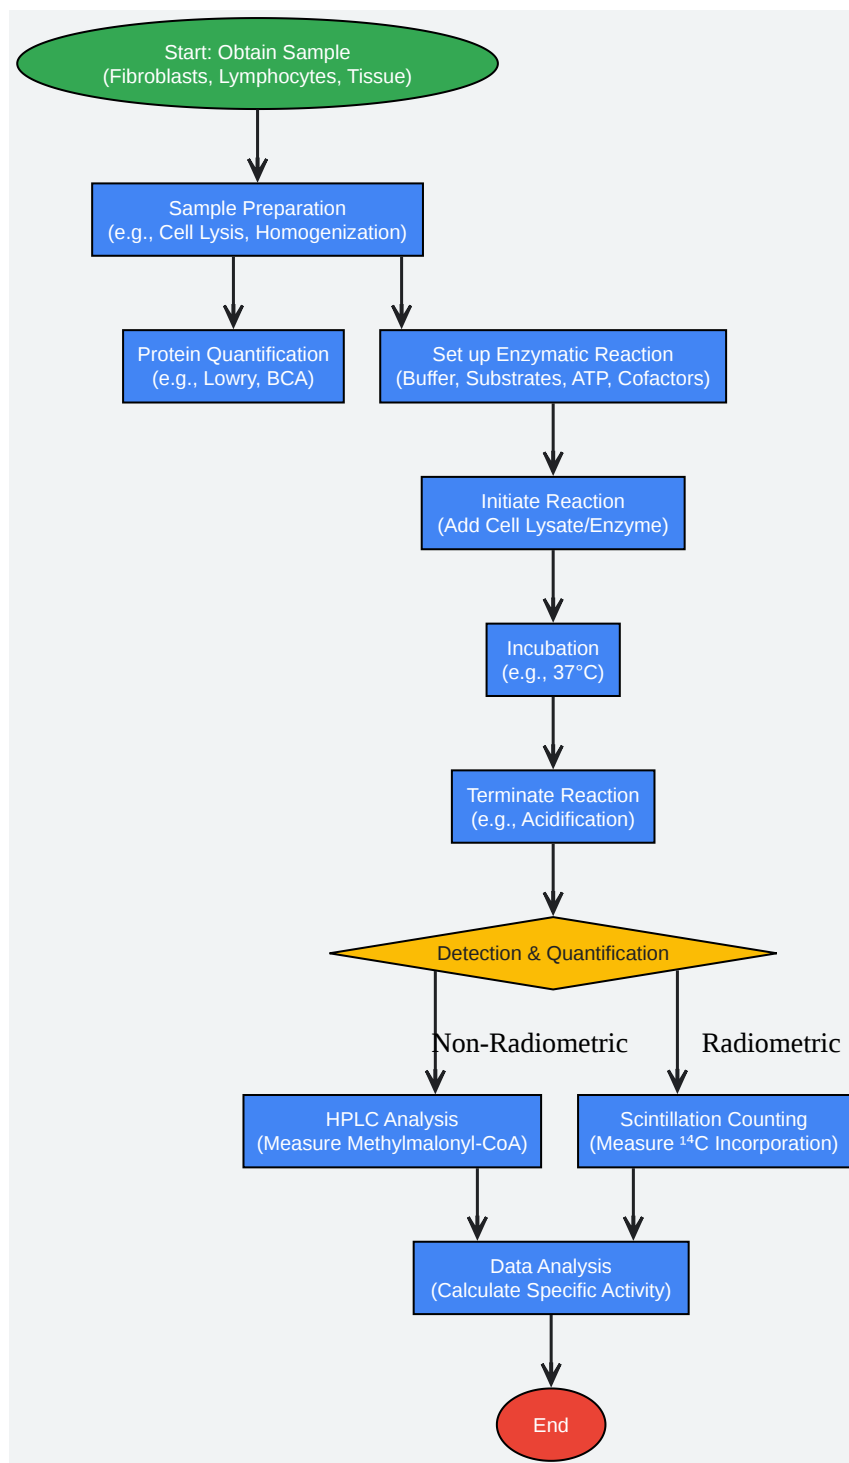 Start: Obtain Sample
(Fibroblasts, Lymphocytes, Tissue)
Sample Preparation
(e.g., Cell Lysis, Homogenization)
Protein Quantification
(e.g., Lowry, BCA)
Set up Enzymatic Reaction
(Buffer, Substrates, ATP, Cofactors)
Initiate Reaction
(Add Cell Lysate/Enzyme)
Incubation
(e.g., 37°C)
Terminate Reaction
(e.g., Acidification)
Detection & Quantification
Non-Radiometric
Radiometric
HPLC Analysis
(Measure Methylmalonyl-CoA)
Scintillation Counting
(Measure ¹⁴C Incorporation)
Data Analysis
(Calculate Specific Activity)
End